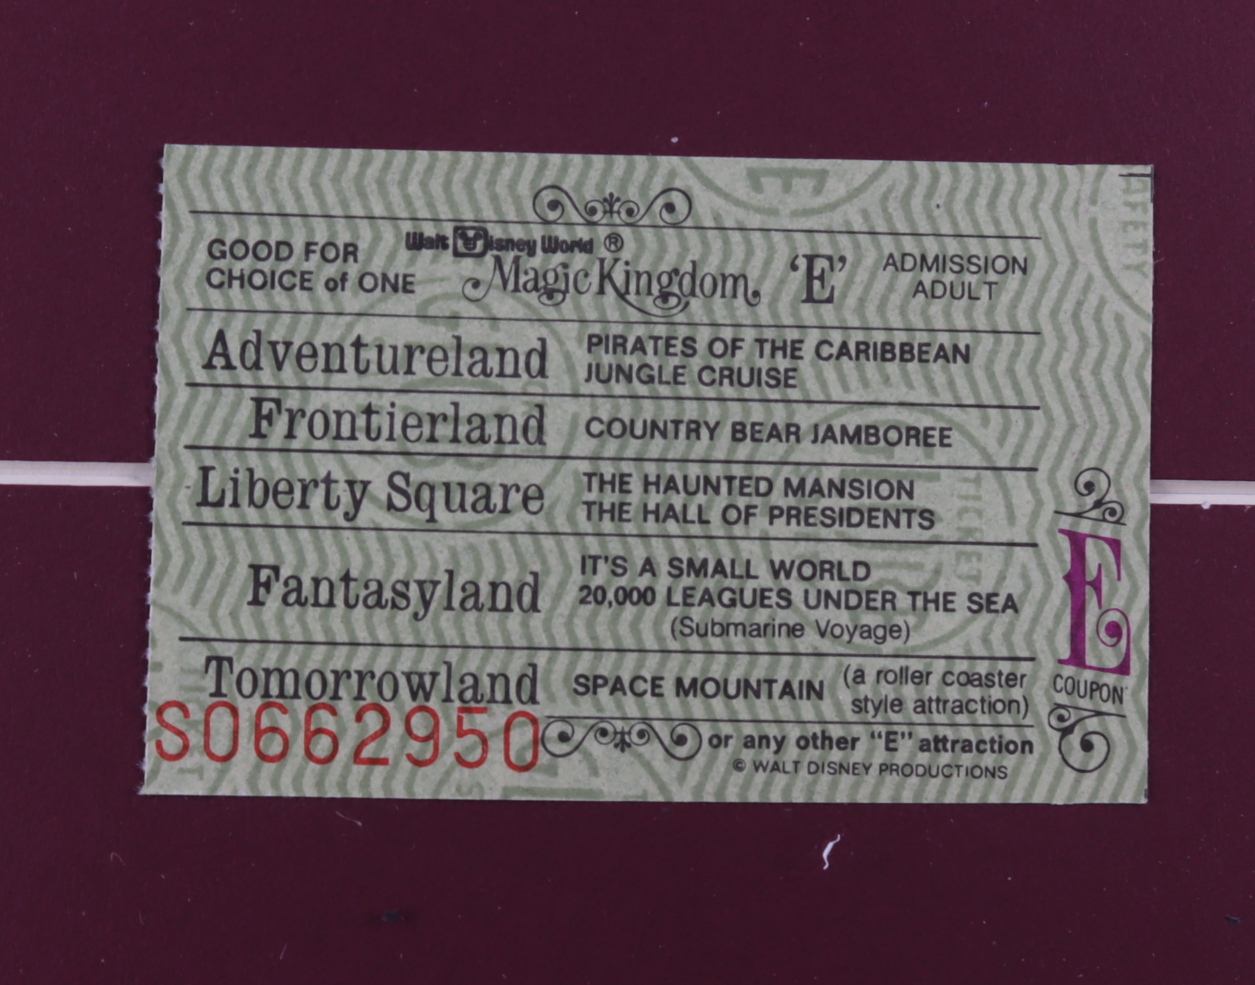 GOOD FOR
CHOICE of ONE
Walt Disney World ®
Magic Kingdom
'E'
ADMISSION
ADULT
Adventureland
PIRATES OF THE CARIBBEAN
JUNGLE CRUISE
Frontierland
COUNTRY BEAR JAMBOREE
Liberty Square
THE HAUNTED MANSION
THE HALL OF PRESIDENTS
Fantasyland
IT'S A SMALL WORLD
20,000 LEAGUES UNDER THE SEA
(Submarine Voyage)
Tomorrowland
SPACE MOUNTAIN
(a roller coaster
style attraction)
S0662950
or any other "E" attraction
© WALT DISNEY PRODUCTIONS
E
COUPON